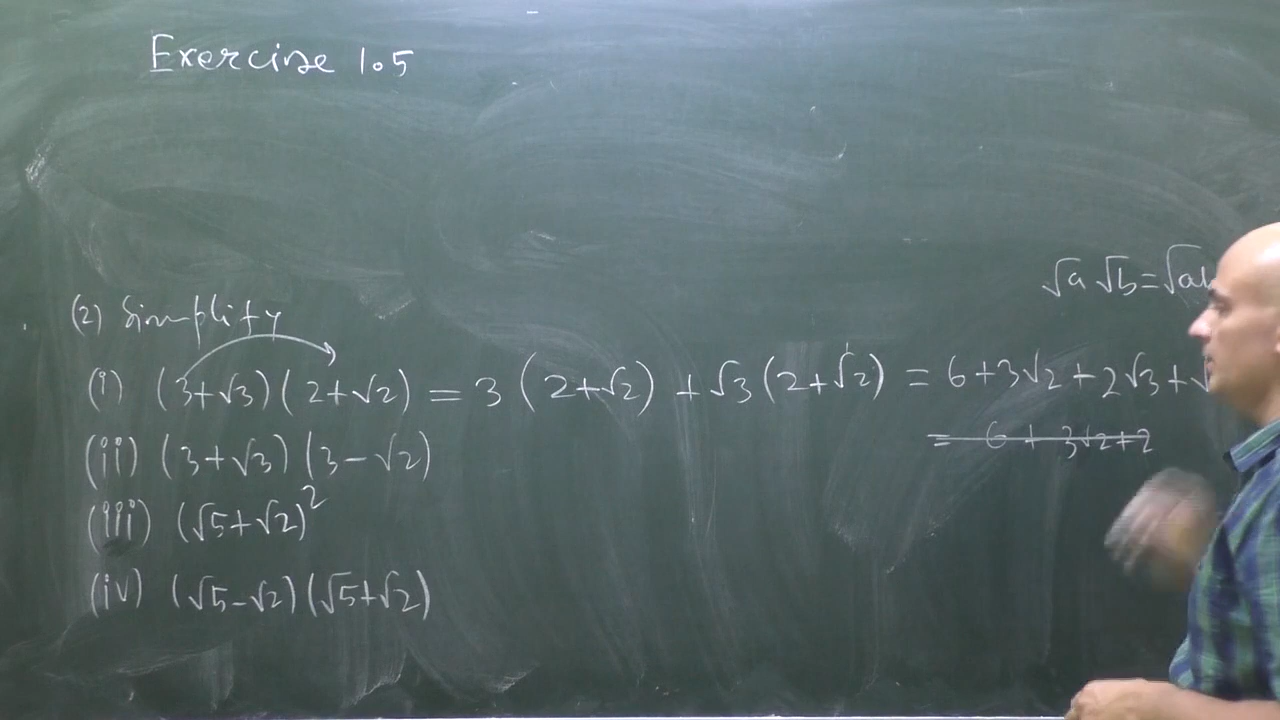 Exercise 1.5
√a √b = √ab
(2) Simplify
(i) (3+√3)(2+√2) = 3 (2+√2) + √3 (2+√2) = 6+3√2+2√3+√
= 6 + 3√2+2
(ii) (3+√3) (3-√2)
(iii) (√5+√2)²
(iv) (√5-√2)(√5+√2)